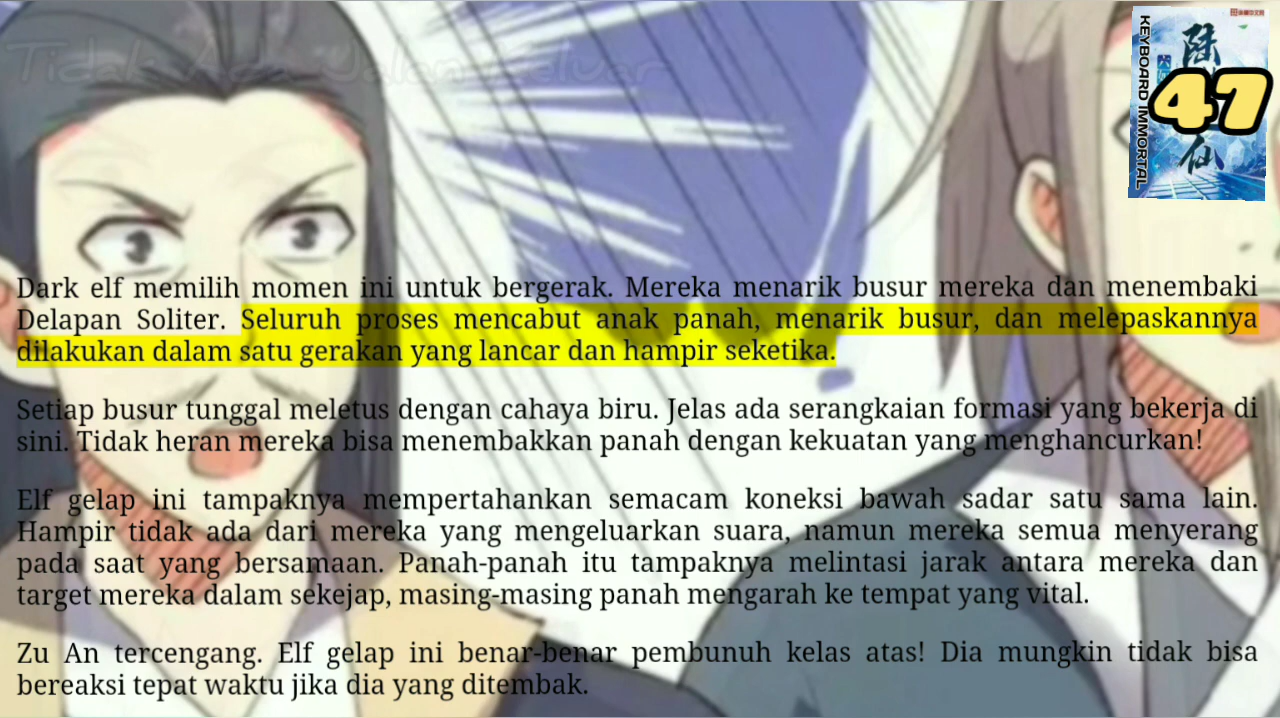 Tidak Ada Jalan Keluar
KEYBOARD IMMORTAL
陆
仙
47
Dark elf memilih momen ini untuk bergerak. Mereka menarik busur mereka dan menembaki
Delapan Soliter. Seluruh proses mencabut anak panah, menarik busur, dan melepaskannya
dilakukan dalam satu gerakan yang lancar dan hampir seketika.
Setiap busur tunggal meletus dengan cahaya biru. Jelas ada serangkaian formasi yang bekerja di
sini. Tidak heran mereka bisa menembakkan panah dengan kekuatan yang menghancurkan!
Elf gelap ini tampaknya mempertahankan semacam koneksi bawah sadar satu sama lain.
Hampir tidak ada dari mereka yang mengeluarkan suara, namun mereka semua menyerang
pada saat yang bersamaan. Panah-panah itu tampaknya melintasi jarak antara mereka dan
target mereka dalam sekejap, masing-masing panah mengarah ke tempat yang vital.
Zu An tercengang. Elf gelap ini benar-benar pembunuh kelas atas! Dia mungkin tidak bisa
bereaksi tepat waktu jika dia yang ditembak.